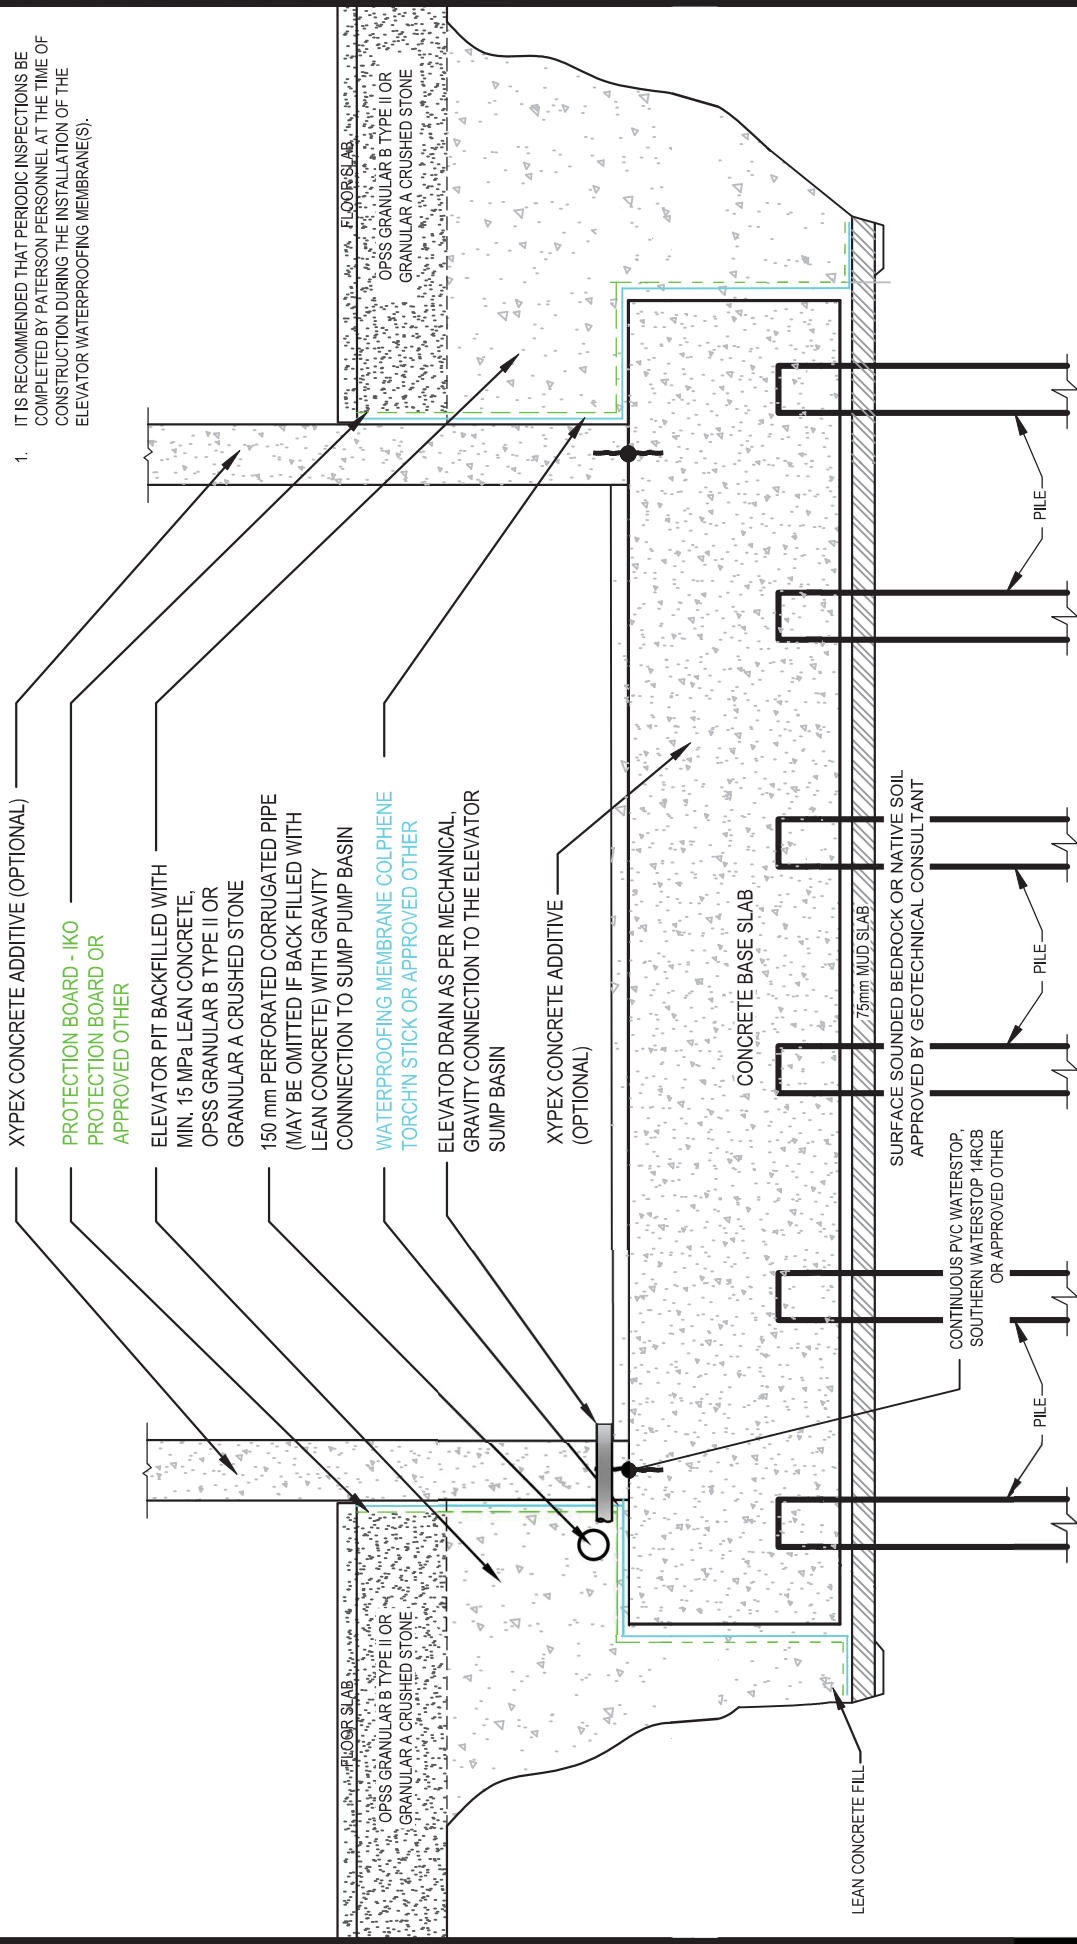 1. IT IS RECOMMENDED THAT PERIODIC INSPECTIONS BE
COMPLETED BY PATERSON PERSONNEL AT THE TIME OF
CONSTRUCTION DURING THE INSTALLATION OF THE
ELEVATOR WATERPROOFING MEMBRANE(S).
XYPEX CONCRETE ADDITIVE (OPTIONAL)
PROTECTION BOARD - IKO
PROTECTION BOARD OR
APPROVED OTHER
ELEVATOR PIT BACKFILLED WITH
MIN. 15 MPa LEAN CONCRETE,
OPSS GRANULAR B TYPE II OR
GRANULAR A CRUSHED STONE
150 mm PERFORATED CORRUGATED PIPE
(MAY BE OMITTED IF BACK FILLED WITH
LEAN CONCRETE) WITH GRAVITY
CONNNECTION TO SUMP PUMP BASIN
WATERPROOFING MEMBRANE COLPHENE
TORCH'N STICK OR APPROVED OTHER
ELEVATOR DRAIN AS PER MECHANICAL,
GRAVITY CONNECTION TO THE ELEVATOR
SUMP BASIN
XYPEX CONCRETE ADDITIVE
(OPTIONAL)
FLOOR SLAB
OPSS GRANULAR B TYPE II OR
GRANULAR A CRUSHED STONE
FLOOR SLAB
OPSS GRANULAR B TYPE II OR
GRANULAR A CRUSHED STONE
CONCRETE BASE SLAB
75mm MUD SLAB
SURFACE SOUNDED BEDROCK OR NATIVE SOIL
APPROVED BY GEOTECHNICAL CONSULTANT
LEAN CONCRETE FILL
CONTINUOUS PVC WATERSTOP,
SOUTHERN WATERSTOP 14RCB
OR APPROVED OTHER
PILE
PILE
PILE